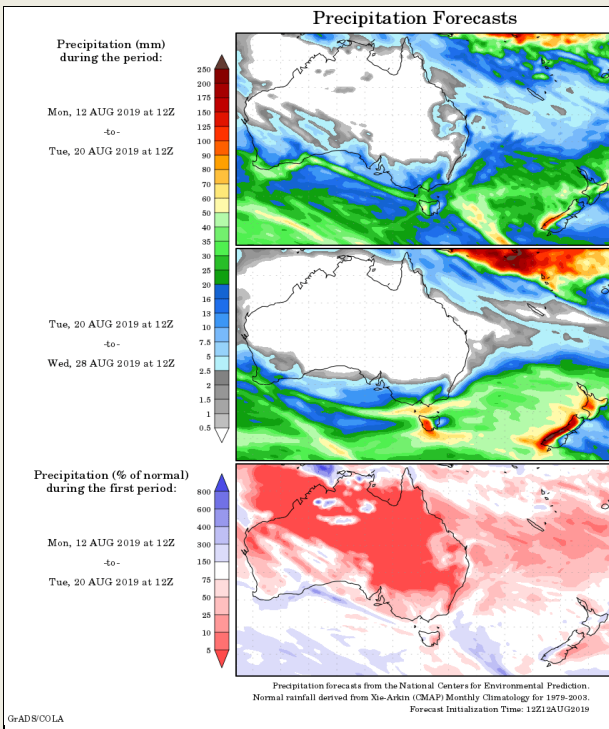 Precipitation Forecasts
Precipitation (mm)
during the period:
Mon, 12 AUG 2019 at 12Z
-to-
Tue, 20 AUG 2019 at 12Z
250
200
175
150
125
100
90
80
70
60
50
40
35
30
25
20
16
13
10
7.5
5
2.5
2
1.5
1
0.5
Tue, 20 AUG 2019 at 12Z
-to-
Wed, 28 AUG 2019 at 12Z
Precipitation (% of normal)
during the first period:
Mon, 12 AUG 2019 at 12Z
-to-
Tue, 20 AUG 2019 at 12Z
800
600
400
300
150
75
50
25
10
5
Precipitation forecasts from the National Centers for Environmental Prediction.
Normal rainfall derived from Xie-Arkin (CMAP) Monthly Climatology for 1979-2003.
Forecast Initialization Time: 12Z12AUG2019
GrADS/COLA